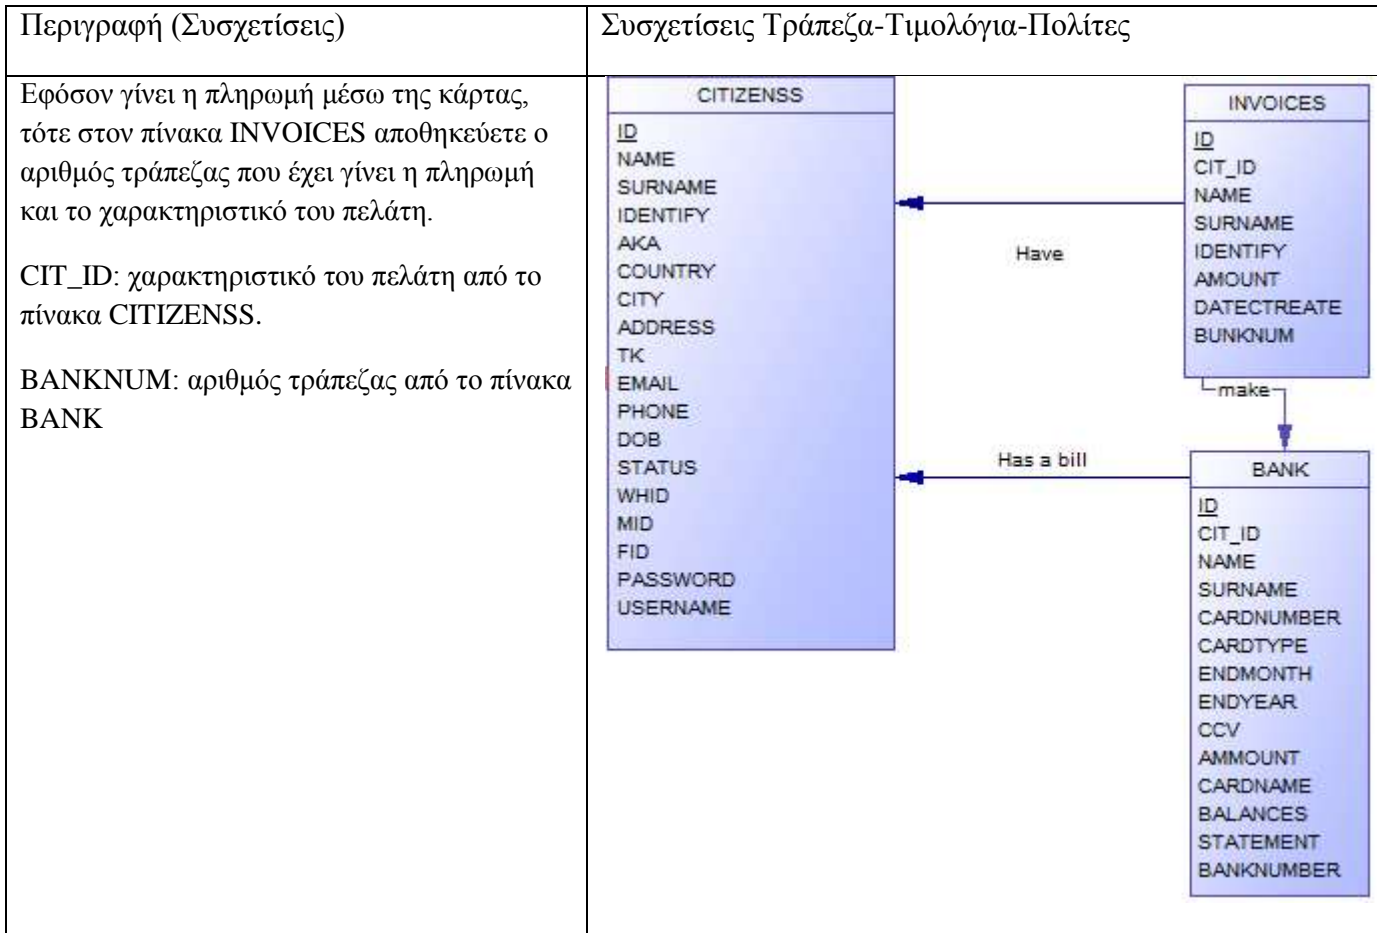 Περιγραφή (Συσχετίσεις)
Συσχετίσεις Τράπεζα-Τιμολόγια-Πολίτες
Εφόσον γίνει η πληρωμή μέσω της κάρτας,
τότε στον πίνακα INVOICES αποθηκεύετε ο
αριθμός τράπεζας που έχει γίνει η πληρωμή
και το χαρακτηριστικό του πελάτη.
CIT_ID: χαρακτηριστικό του πελάτη από το
πίνακα CITIZENSS.
BANKNUM: αριθμός τράπεζας από το πίνακα
BANK
CITIZENSS
ID
NAME
SURNAME
IDENTIFY
AKA
COUNTRY
CITY
ADDRESS
TK
EMAIL
PHONE
DOB
STATUS
WHID
MID
FID
PASSWORD
USERNAME
Have
Has a bill
INVOICES
ID
CIT_ID
NAME
SURNAME
IDENTIFY
AMOUNT
DATECTREATE
BUNKNUM
make
BANK
ID
CIT_ID
NAME
SURNAME
CARDNUMBER
CARDTYPE
ENDMONTH
ENDYEAR
CCV
AMMOUNT
CARDNAME
BALANCES
STATEMENT
BANKNUMBER